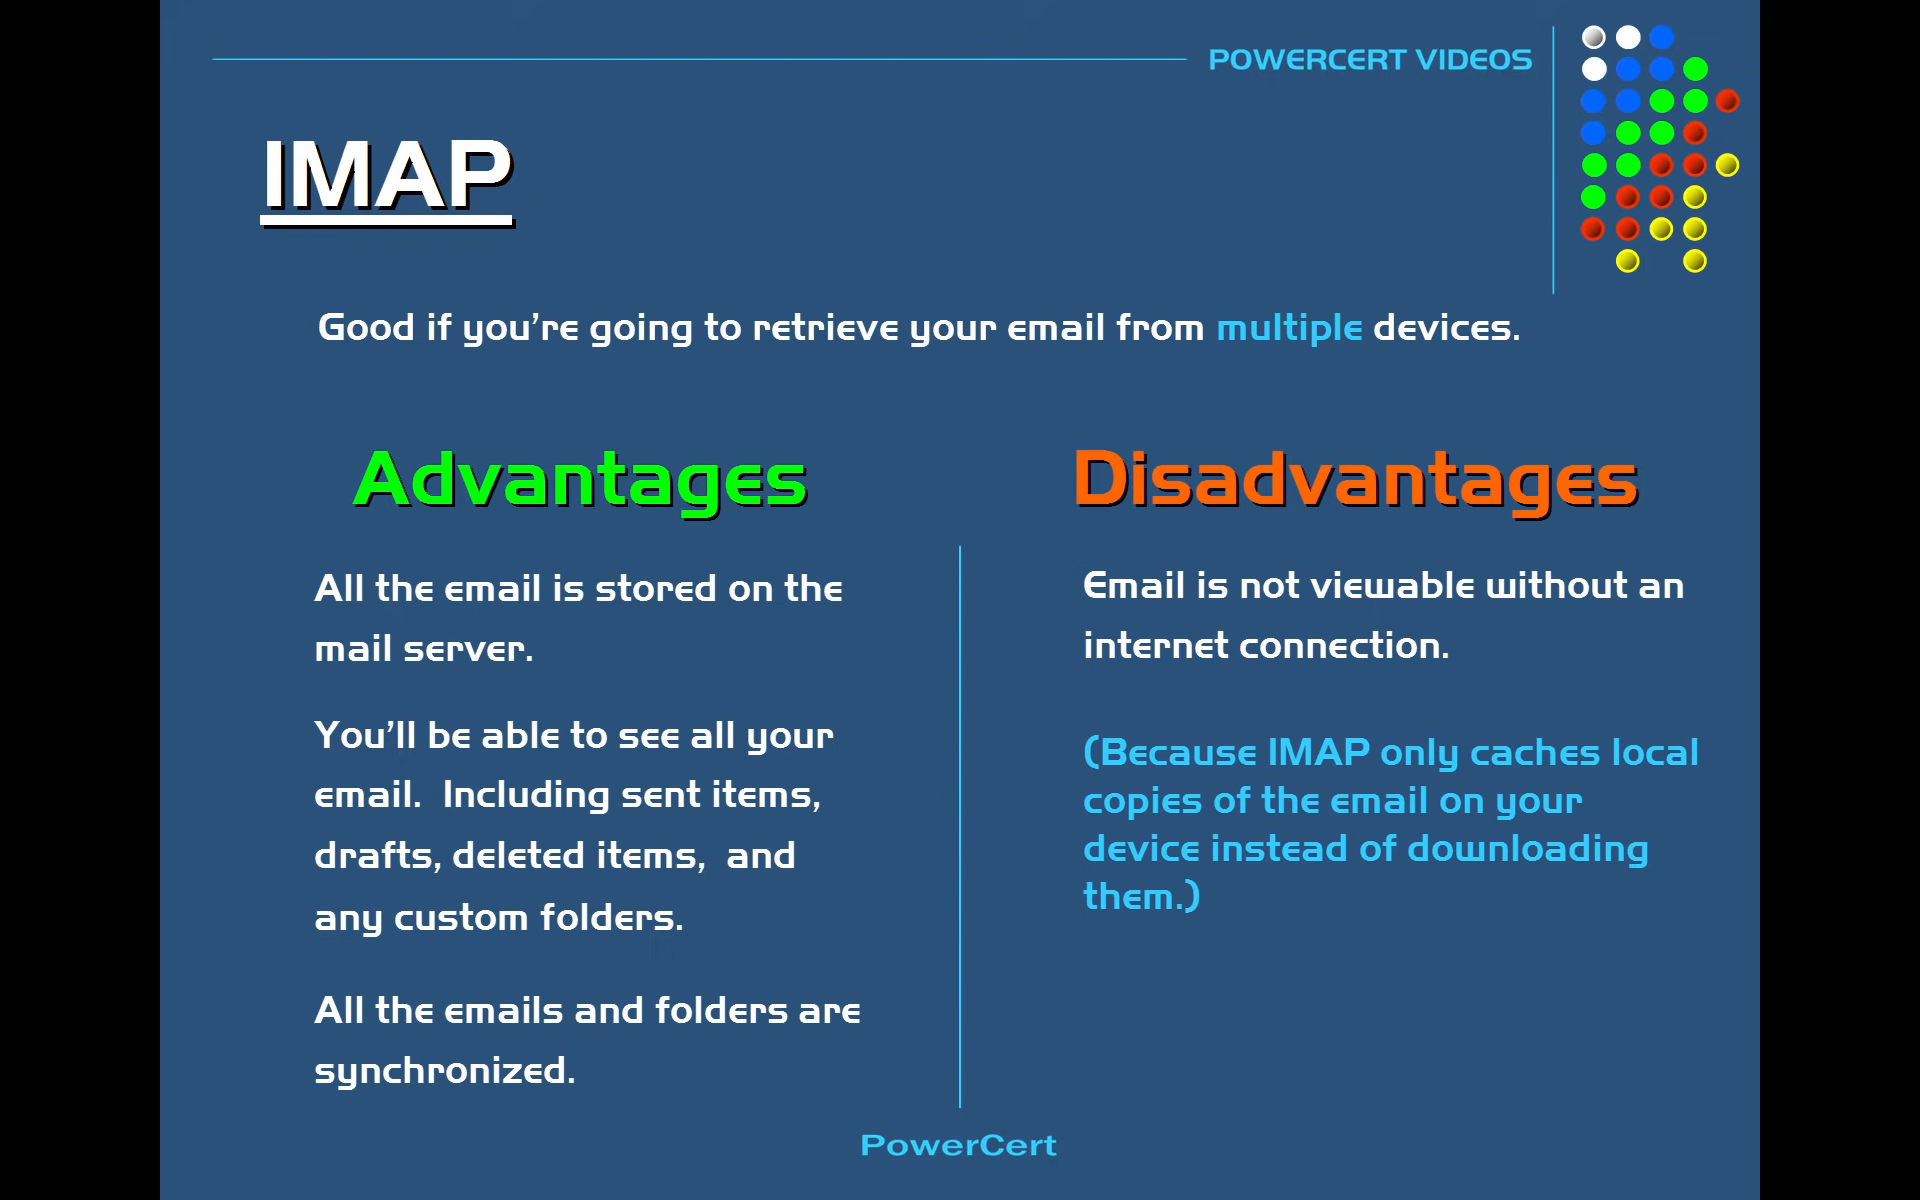 POWERCERT VIDEOS
IMAP
Good if you're going to retrieve your email from multiple devices.
Advantages
All the email is stored on the
mail server.
You'll be able to see all your
email.  Including sent items,
drafts, deleted items,  and
any custom folders.
All the emails and folders are
synchronized.
Disadvantages
Email is not viewable without an
internet connection.
(Because IMAP only caches local
copies of the email on your
device instead of downloading
them.)
PowerCert